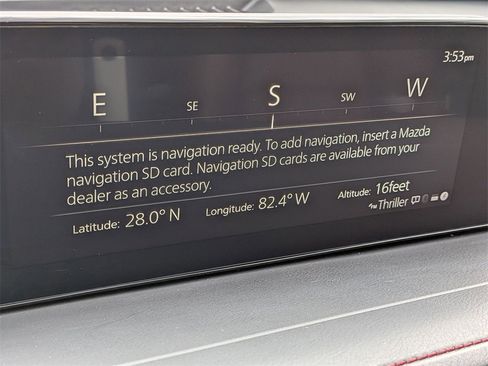 3:53pm
E SE S SW W
This system is navigation ready. To add navigation, insert a Mazda
navigation SD card. Navigation SD cards are available from your
dealer as an accessory.
Latitude: 28.0° N Longitude: 82.4° W Altitude: 16feet
Thriller